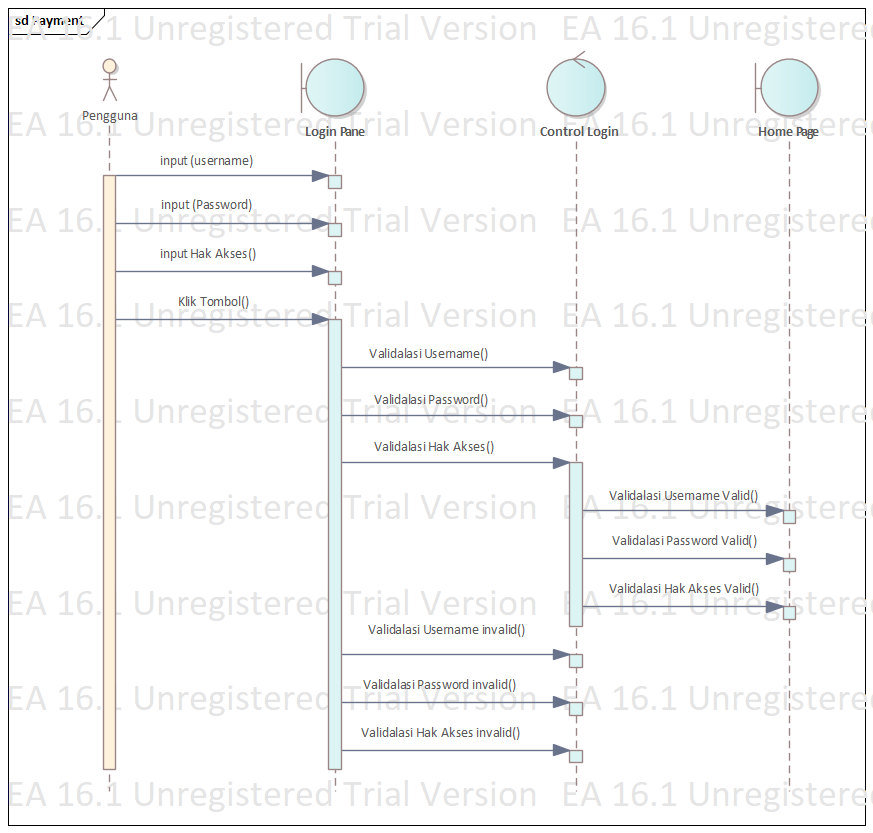 sd Payment
EA 16.1 Unregistered Trial Version EA 16.1 Unregistered
Pengguna
Login Pane
Control Login
Home Page
EA 16.1 Unregistered Trial Version EA 16.1 Unregistered
input (username)
input (Password)
EA 16.1 Unregistered Trial Version EA 16.1 Unregistered
input Hak Akses()
Klik Tombol()
EA 16.1 Unregistered Trial Version EA 16.1 Unregistered
Validalasi Username()
Validalasi Password()
EA 16.1 Unregistered Trial Version EA 16.1 Unregistered
Validalasi Hak Akses()
Validalasi Username Valid()
EA 16.1 Unregistered Trial Version EA 16.1 Unregistered
Validalasi Password Valid()
Validalasi Hak Akses Valid()
EA 16.1 Unregistered Trial Version EA 16.1 Unregistered
Validalasi Username invalid()
Validalasi Password invalid()
EA 16.1 Unregistered Trial Version EA 16.1 Unregistered
Validalasi Hak Akses invalid()
EA 16.1 Unregistered Trial Version EA 16.1 Unregistered